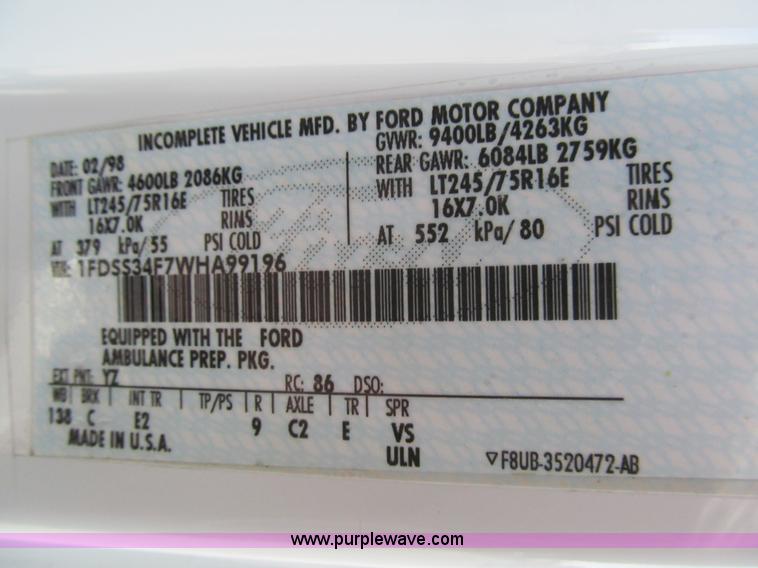 INCOMPLETE VEHICLE MFD. BY FORD MOTOR COMPANY
DATE: 02/98 GVWR: 9400LB/4263KG
FRONT GAWR: 4600LB 2086KG REAR GAWR: 6084LB 2759KG
WITH LT245/75R16E TIRES WITH LT245/75R16E TIRES
16X7.0K RIMS 16X7.0K RIMS
AT 379 kPa/55 PSI COLD AT 552 kPa/80 PSI COLD
VIN: 1FDSS34F7WHA99196
EQUIPPED WITH THE FORD
AMBULANCE PREP. PKG.
EXT PNT: YZ RC: 86 DSO:
WB BRK INT TR TP/PS R AXLE TR SPR
138 C E2 9 C2 E VS
MADE IN U.S.A. ULN ▽F8UB-3520472-AB
www.purplewave.com